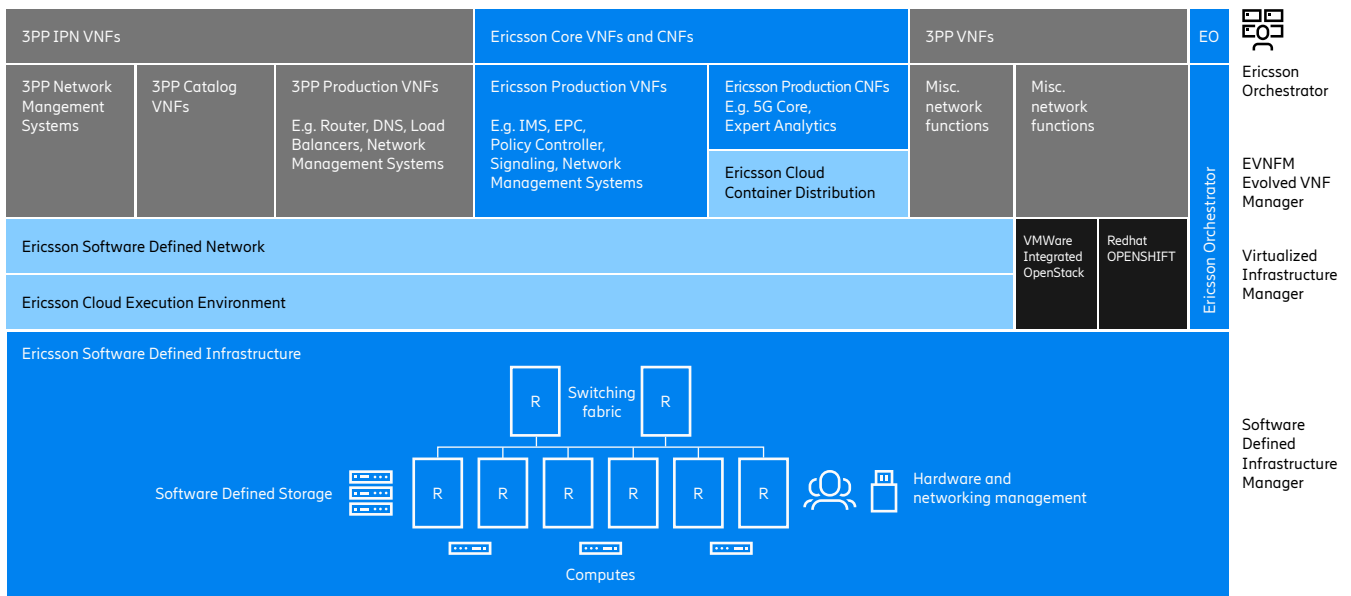 3PP IPN VNFs
Ericsson Core VNFs and CNFs
3PP VNFs
EO
Ericsson
Orchestrator
3PP Network
Mangement
Systems
3PP Catalog
VNFs
3PP Production VNFs
E.g. Router, DNS, Load
Balancers, Network
Management Systems
Ericsson Production VNFs
E.g. IMS, EPC,
Policy Controller,
Signaling, Network
Management Systems
Ericsson Production CNFs
E.g. 5G Core,
Expert Analytics
Ericsson Cloud
Container Distribution
Misc.
network
functions
Misc.
network
functions
Ericsson Orchestrator
EVNFM
Evolved VNF
Manager
Ericsson Software Defined Network
VMWare
Integrated
OpenStack
Redhat
OPENSHIFT
Virtualized
Infrastructure
Manager
Ericsson Cloud Execution Environment
Ericsson Software Defined Infrastructure
R
Switching
fabric
R
Software Defined Storage
R
R
R
R
R
R
Hardware and
networking management
Computes
Software
Defined
Infrastructure
Manager